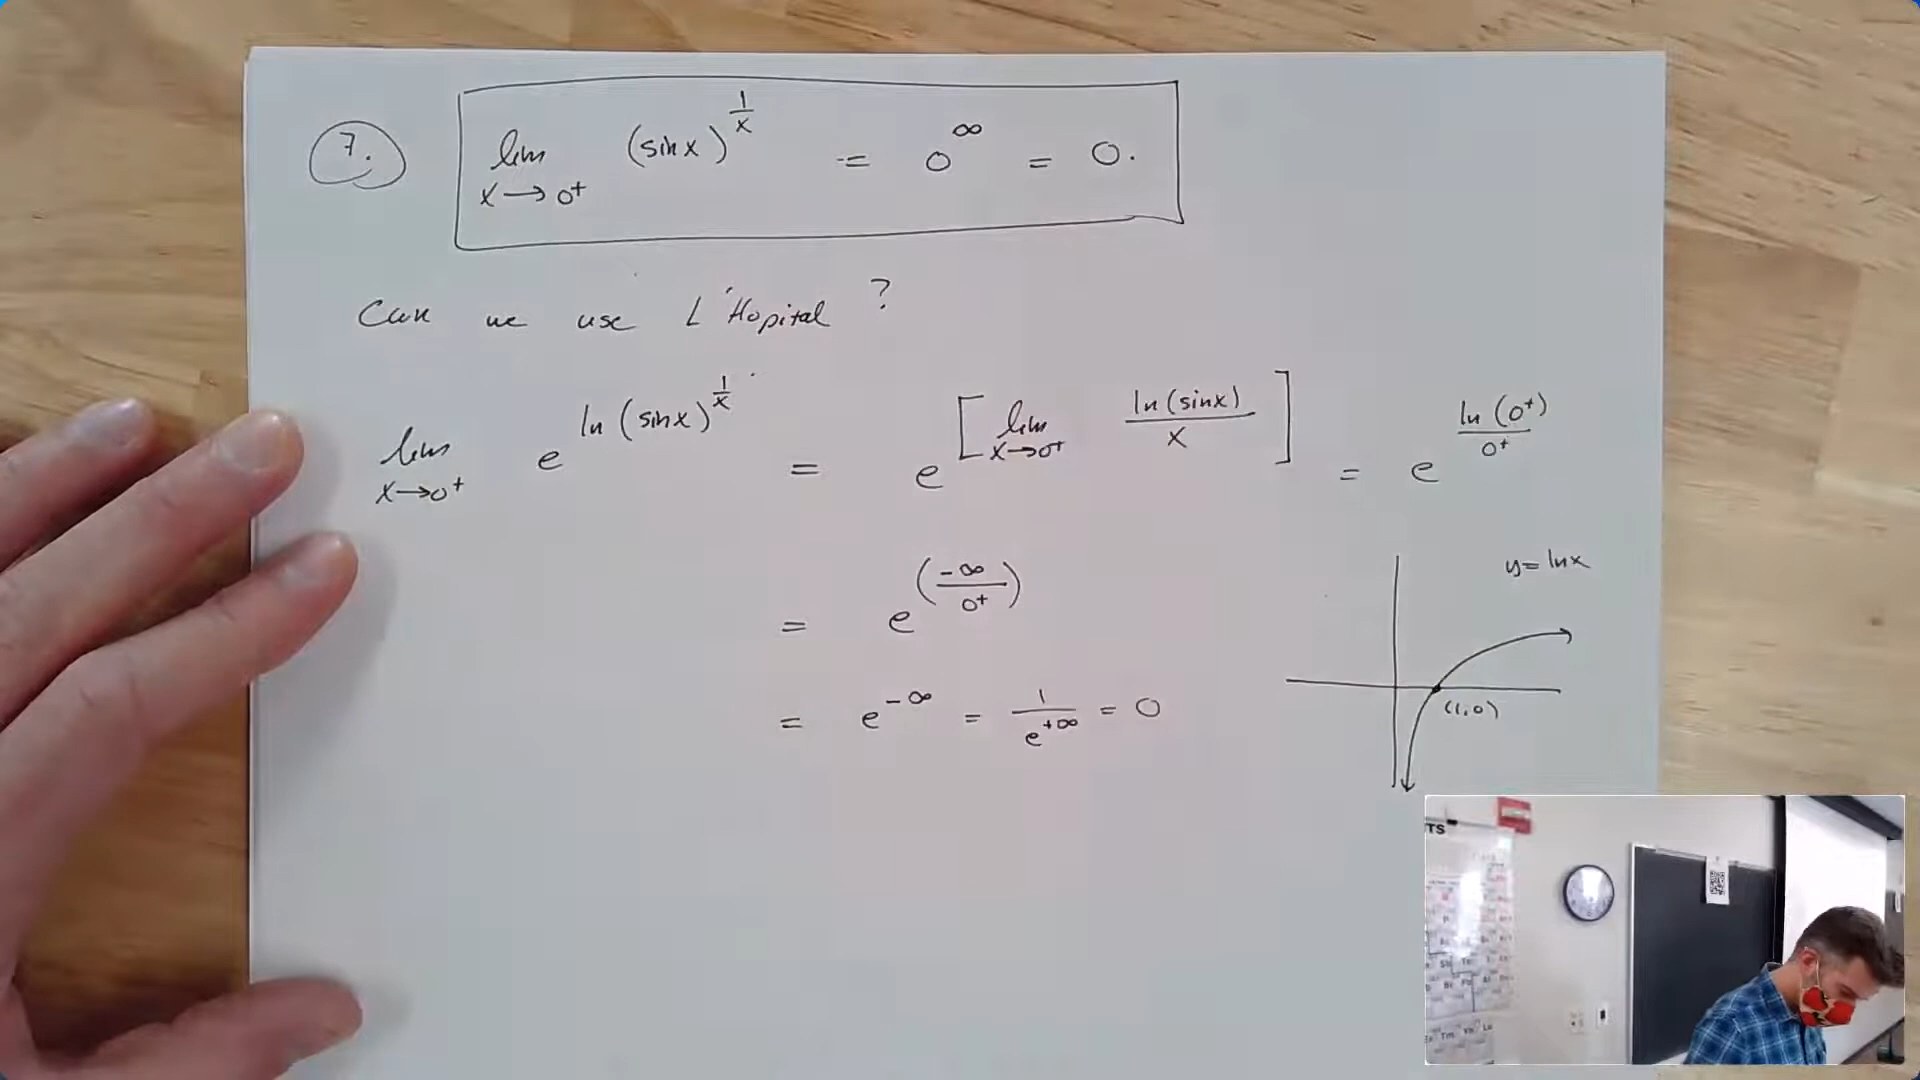 7.
lim x→0⁺ (sin x)^(1/x) = 0^∞ = 0.
Can we use L'Hopital ?
lim x→0⁺ e^(ln (sin x)^(1/x)) = e^[lim x→0⁺ ln (sin x)/x] = e^(ln (0⁺)/0⁺)
= e^(-∞/0⁺)
= e^(-∞) = 1/e^(+∞) = 0
y = ln x
(1,0)
TS